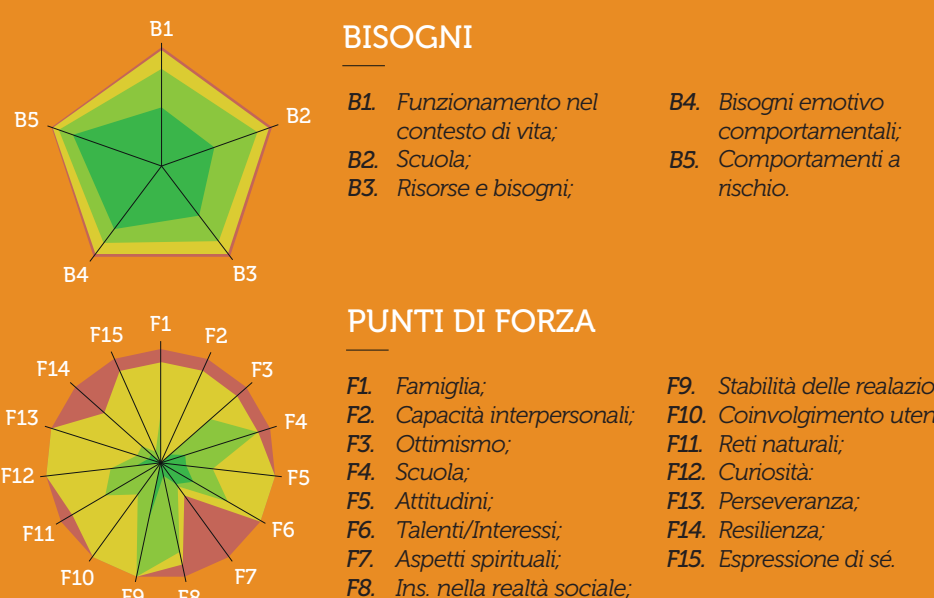 B1
B2
B3
B4
B5
BISOGNI
B1. Funzionamento nel
contesto di vita;
B2. Scuola;
B3. Risorse e bisogni;
B4. Bisogni emotivo
comportamentali;
B5. Comportamenti a
rischio.
F1
F2
F3
F4
F5
F6
F7
F8
F9
F10
F11
F12
F13
F14
F15
PUNTI DI FORZA
F1. Famiglia;
F2. Capacità interpersonali;
F3. Ottimismo;
F4. Scuola;
F5. Attitudini;
F6. Talenti/Interessi;
F7. Aspetti spirituali;
F8. Ins. nella realtà sociale;
F9. Stabilità delle realazio
F10. Coinvolgimento uten
F11. Reti naturali;
F12. Curiosità:
F13. Perseveranza;
F14. Resilienza;
F15. Espressione di sé.